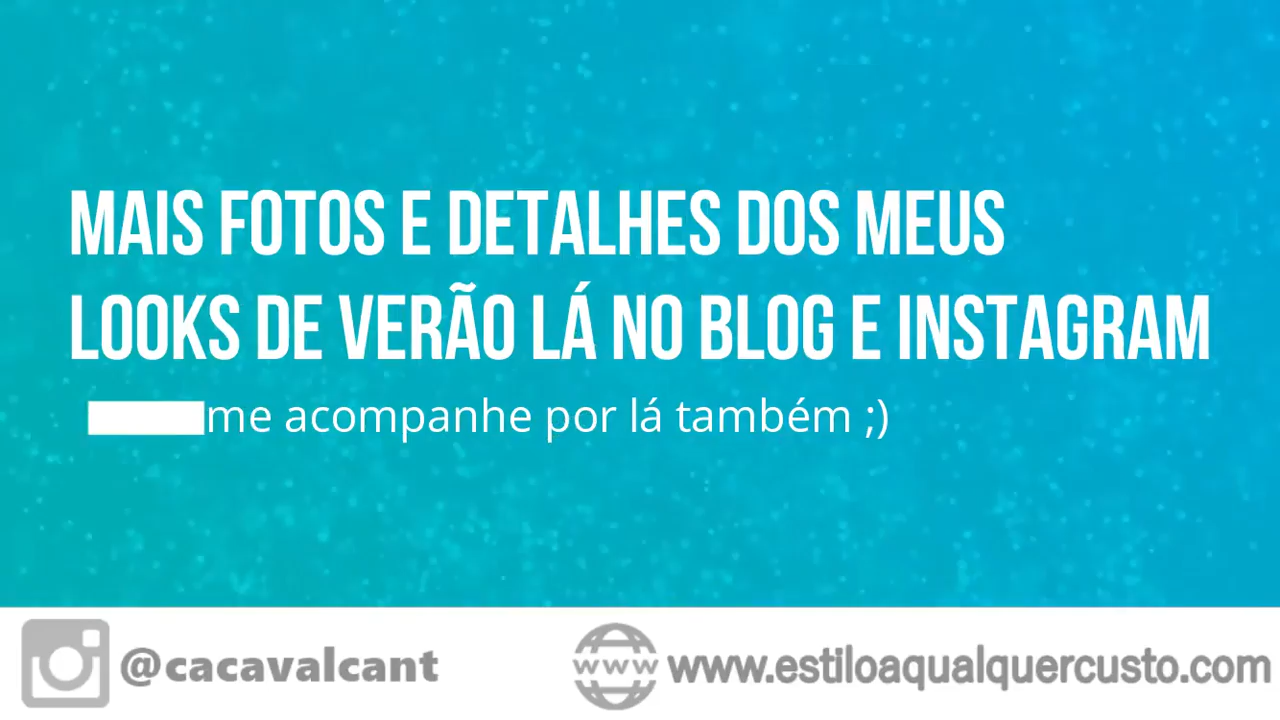 MAIS FOTOS E DETALHES DOS MEUS
LOOKS DE VERÃO LÁ NO BLOG E INSTAGRAM
me acompanhe por lá também ;)
@cacavalcant
www www.estiloaqualquercusto.com